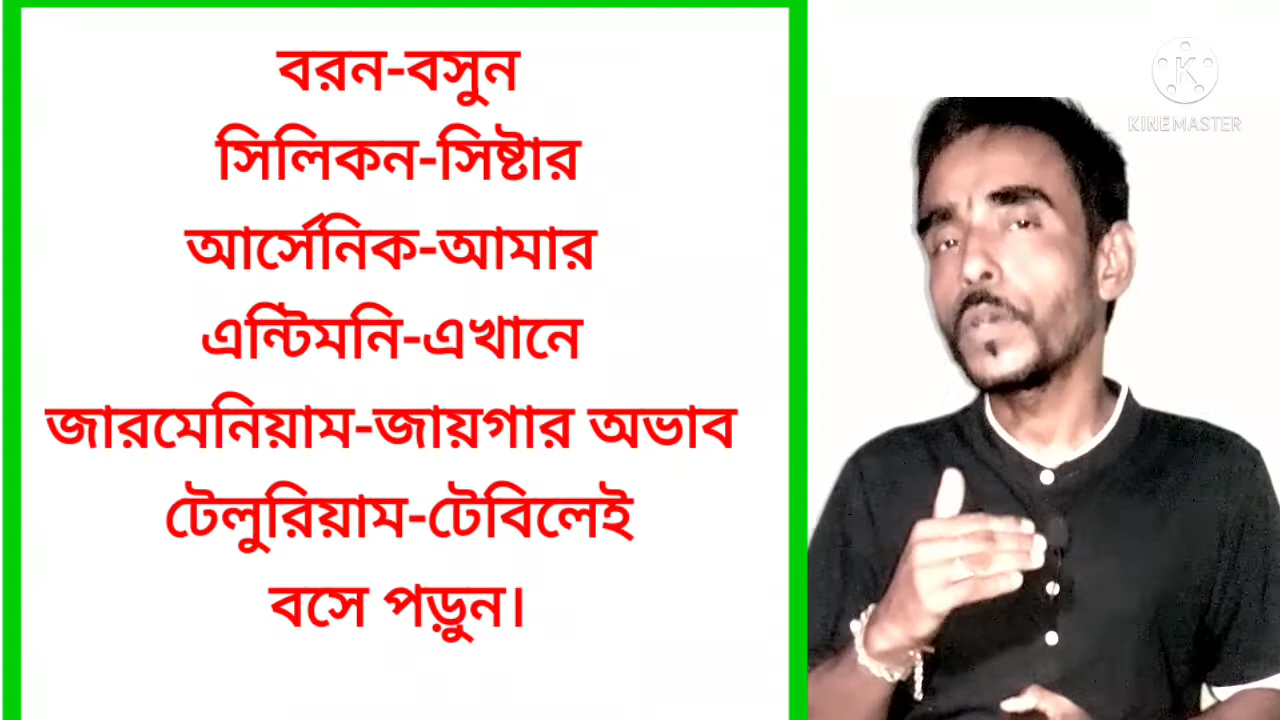 বরন-বসুন
সিলিকন-সিষ্টার
আর্সেনিক-আমার
এন্টিমনি-এখানে
জারমেনিয়াম-জায়গার অভাব
টেলুরিয়াম-টেবিলেই
বসে পড়ুন।
KINEMASTER